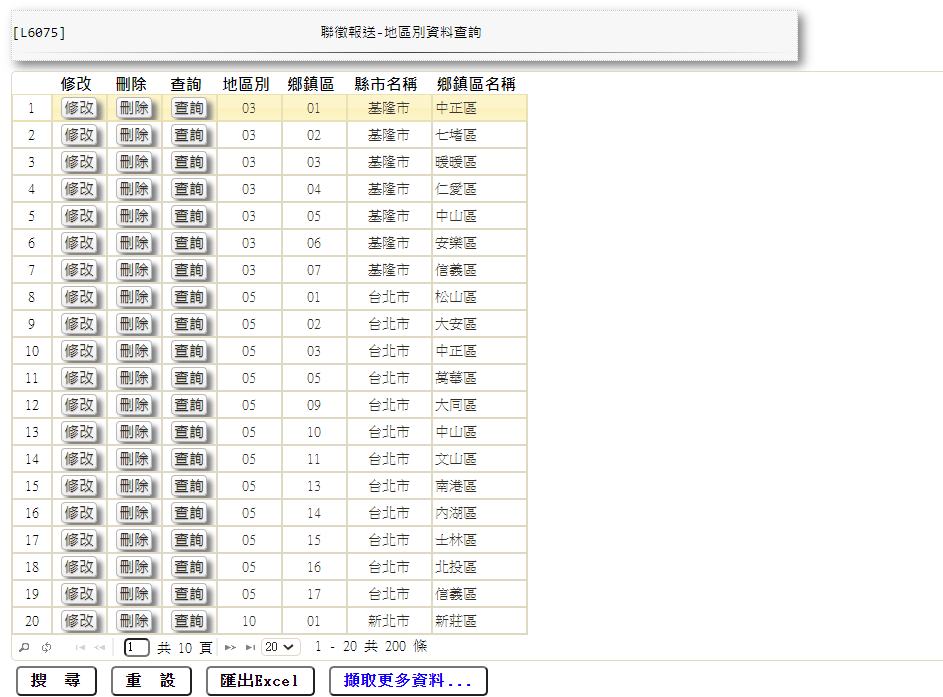 [L6075] 聯徵報送-地區別資料查詢
修改 刪除 查詢 地區別 鄉鎮區 縣市名稱 鄉鎮區名稱
1 修改 刪除 查詢 03 01 基隆市 中正區
2 修改 刪除 查詢 03 02 基隆市 七堵區
3 修改 刪除 查詢 03 03 基隆市 暖暖區
4 修改 刪除 查詢 03 04 基隆市 仁愛區
5 修改 刪除 查詢 03 05 基隆市 中山區
6 修改 刪除 查詢 03 06 基隆市 安樂區
7 修改 刪除 查詢 03 07 基隆市 信義區
8 修改 刪除 查詢 05 01 台北市 松山區
9 修改 刪除 查詢 05 02 台北市 大安區
10 修改 刪除 查詢 05 03 台北市 中正區
11 修改 刪除 查詢 05 05 台北市 萬華區
12 修改 刪除 查詢 05 09 台北市 大同區
13 修改 刪除 查詢 05 10 台北市 中山區
14 修改 刪除 查詢 05 11 台北市 文山區
15 修改 刪除 查詢 05 13 台北市 南港區
16 修改 刪除 查詢 05 14 台北市 內湖區
17 修改 刪除 查詢 05 15 台北市 士林區
18 修改 刪除 查詢 05 16 台北市 北投區
19 修改 刪除 查詢 05 17 台北市 信義區
20 修改 刪除 查詢 10 01 新北市 新莊區
1 共 10 頁 20 1 - 20 共 200 條
搜 尋 重 設 匯出Excel 擷取更多資料...